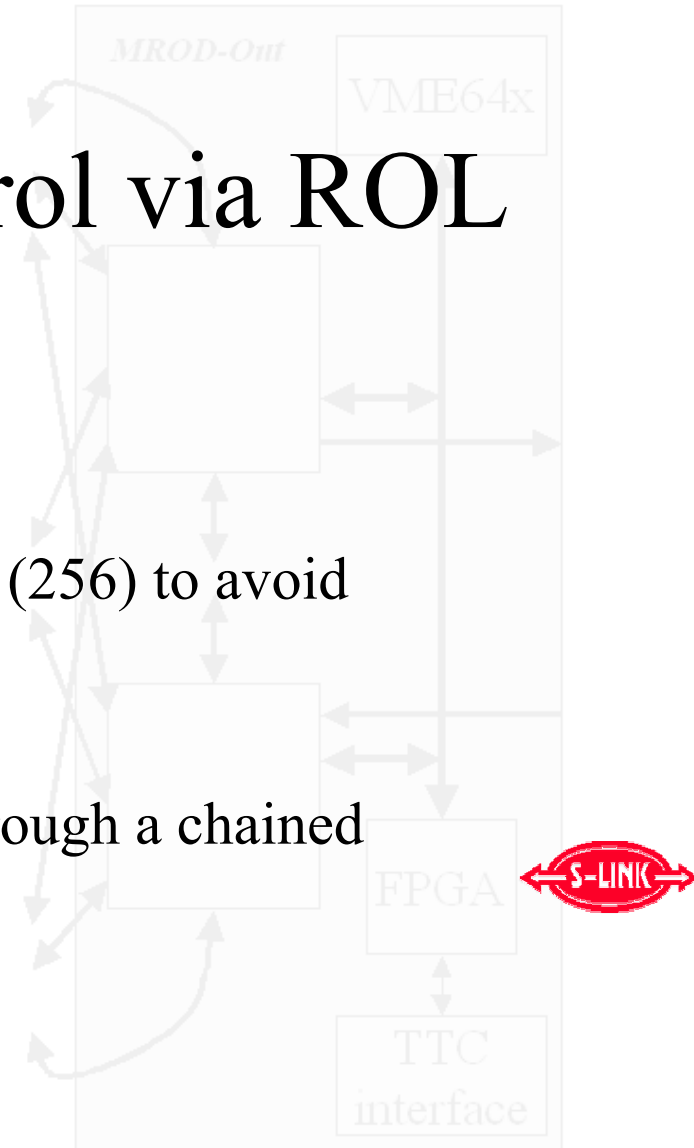 MROD-Out
VME64x
rol via ROL
(256) to avoid
ough a chained
S-LINK
FPGA
TTC
interface